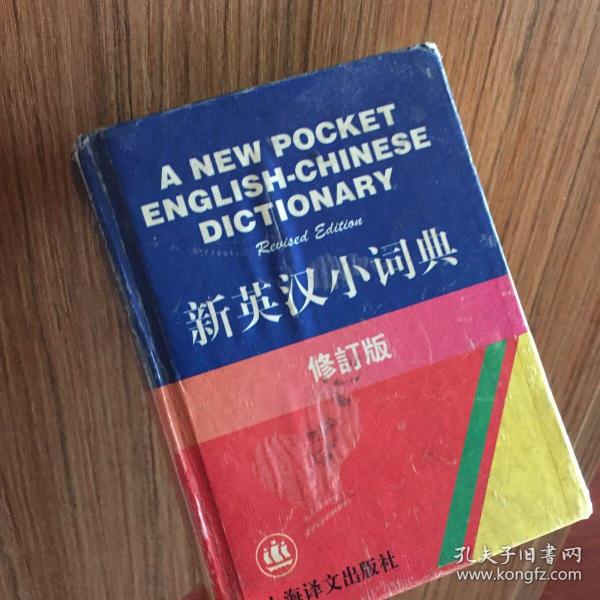 A NEW POCKET
ENGLISH-CHINESE
DICTIONARY
Revised Edition
新英汉小词典
修訂版
上海译文出版社
孔夫子旧书网
www.kongfz.com